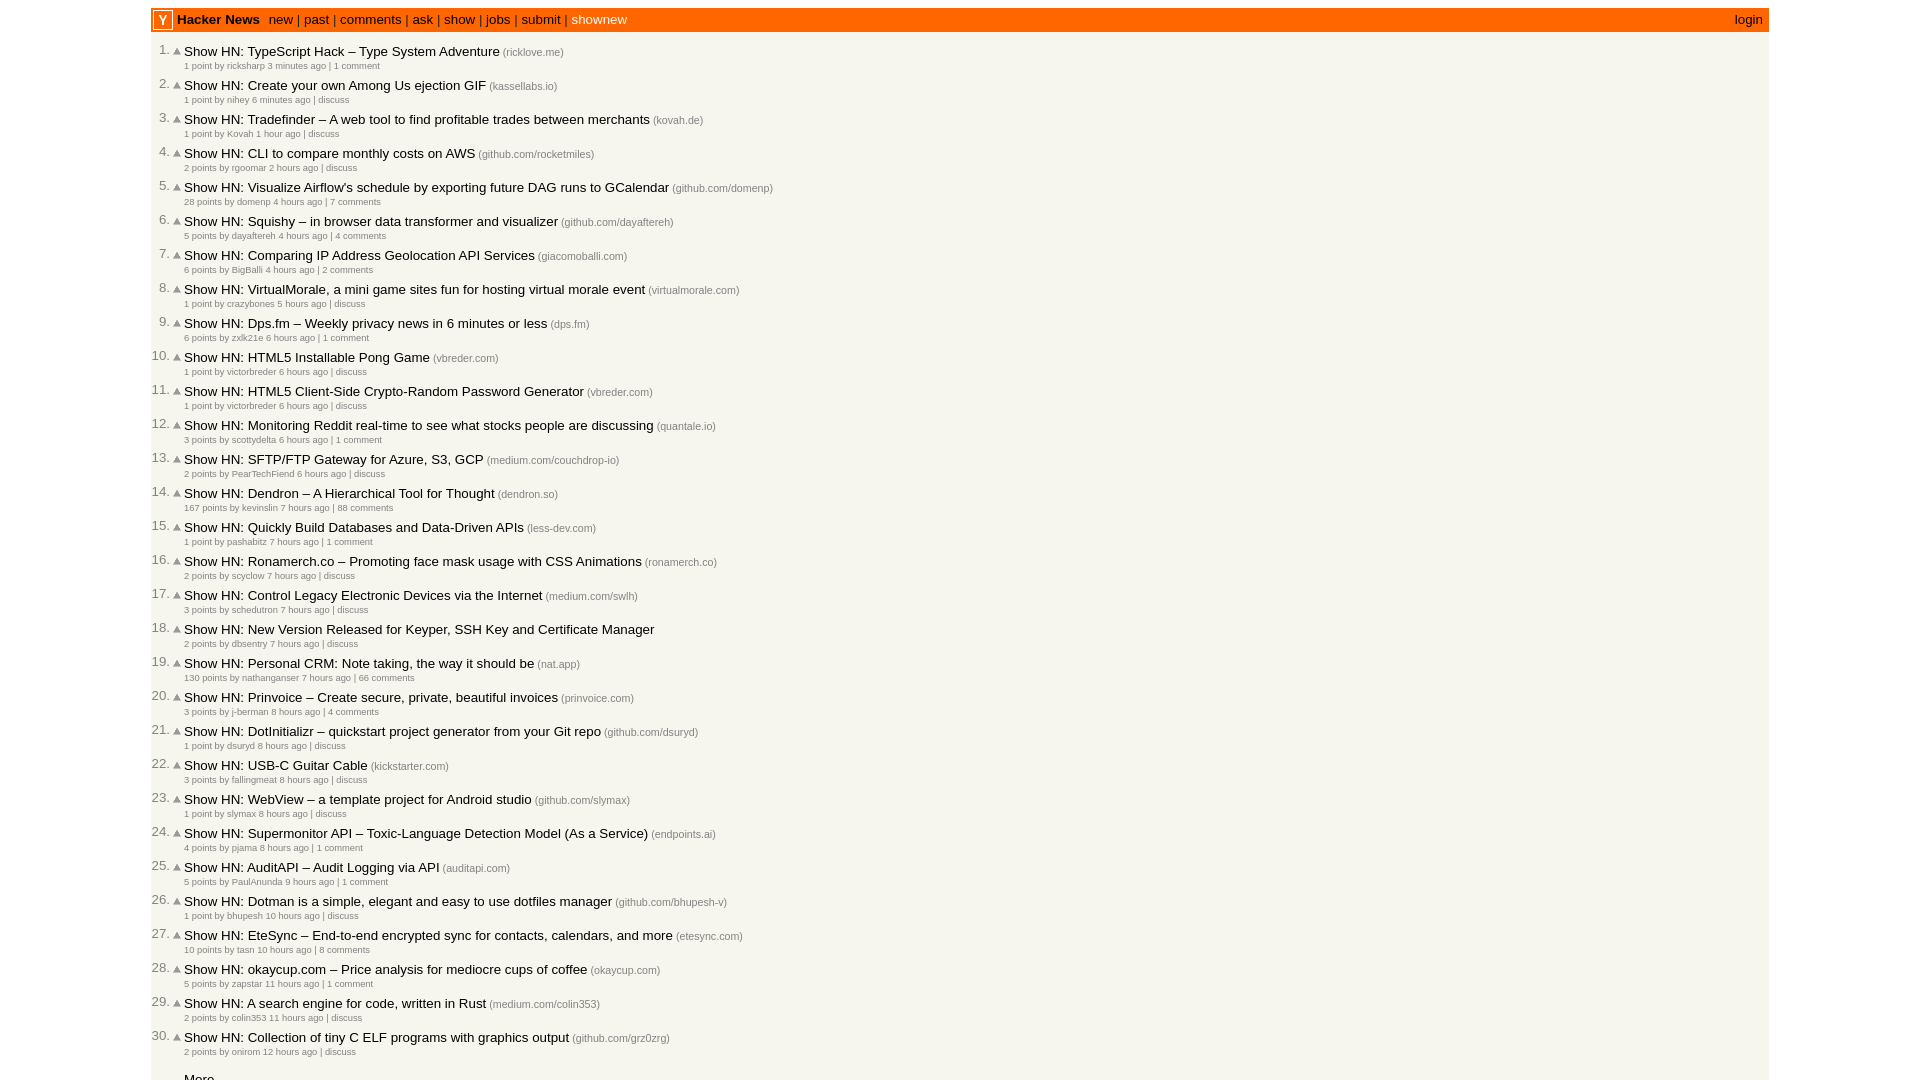 Y Hacker News new | past | comments | ask | show | jobs | submit | shownew login
1. Show HN: TypeScript Hack – Type System Adventure (ricklove.me)
1 point by ricksharp 3 minutes ago | 1 comment
2. Show HN: Create your own Among Us ejection GIF (kassellabs.io)
1 point by nihey 6 minutes ago | discuss
3. Show HN: Tradefinder – A web tool to find profitable trades between merchants (kovah.de)
1 point by Kovah 1 hour ago | discuss
4. Show HN: CLI to compare monthly costs on AWS (github.com/rocketmiles)
2 points by rgoomar 2 hours ago | discuss
5. Show HN: Visualize Airflow's schedule by exporting future DAG runs to GCalendar (github.com/domenp)
28 points by domenp 4 hours ago | 7 comments
6. Show HN: Squishy – in browser data transformer and visualizer (github.com/dayaftereh)
5 points by dayaftereh 4 hours ago | 4 comments
7. Show HN: Comparing IP Address Geolocation API Services (giacomoballi.com)
6 points by BigBalli 4 hours ago | 2 comments
8. Show HN: VirtualMorale, a mini game sites fun for hosting virtual morale event (virtualmorale.com)
1 point by crazybones 5 hours ago | discuss
9. Show HN: Dps.fm – Weekly privacy news in 6 minutes or less (dps.fm)
6 points by zxlk21e 6 hours ago | 1 comment
10. Show HN: HTML5 Installable Pong Game (vbreder.com)
1 point by victorbreder 6 hours ago | discuss
11. Show HN: HTML5 Client-Side Crypto-Random Password Generator (vbreder.com)
1 point by victorbreder 6 hours ago | discuss
12. Show HN: Monitoring Reddit real-time to see what stocks people are discussing (quantale.io)
3 points by scottydelta 6 hours ago | 1 comment
13. Show HN: SFTP/FTP Gateway for Azure, S3, GCP (medium.com/couchdrop-io)
2 points by PearTechFiend 6 hours ago | discuss
14. Show HN: Dendron – A Hierarchical Tool for Thought (dendron.so)
167 points by kevinslin 7 hours ago | 88 comments
15. Show HN: Quickly Build Databases and Data-Driven APIs (less-dev.com)
1 point by pashabitz 7 hours ago | 1 comment
16. Show HN: Ronamerch.co – Promoting face mask usage with CSS Animations (ronamerch.co)
2 points by scyclow 7 hours ago | discuss
17. Show HN: Control Legacy Electronic Devices via the Internet (medium.com/swlh)
3 points by schedutron 7 hours ago | discuss
18. Show HN: New Version Released for Keyper, SSH Key and Certificate Manager
2 points by dbsentry 7 hours ago | discuss
19. Show HN: Personal CRM: Note taking, the way it should be (nat.app)
130 points by nathanganser 7 hours ago | 66 comments
20. Show HN: Prinvoice – Create secure, private, beautiful invoices (prinvoice.com)
3 points by j-berman 8 hours ago | 4 comments
21. Show HN: DotInitializr – quickstart project generator from your Git repo (github.com/dsuryd)
1 point by dsuryd 8 hours ago | discuss
22. Show HN: USB-C Guitar Cable (kickstarter.com)
3 points by fallingmeat 8 hours ago | discuss
23. Show HN: WebView – a template project for Android studio (github.com/slymax)
1 point by slymax 8 hours ago | discuss
24. Show HN: Supermonitor API – Toxic-Language Detection Model (As a Service) (endpoints.ai)
4 points by pjama 8 hours ago | 1 comment
25. Show HN: AuditAPI – Audit Logging via API (auditapi.com)
5 points by PaulAnunda 9 hours ago | 1 comment
26. Show HN: Dotman is a simple, elegant and easy to use dotfiles manager (github.com/bhupesh-v)
1 point by bhupesh 10 hours ago | discuss
27. Show HN: EteSync – End-to-end encrypted sync for contacts, calendars, and more (etesync.com)
10 points by tasn 10 hours ago | 8 comments
28. Show HN: okaycup.com – Price analysis for mediocre cups of coffee (okaycup.com)
5 points by zapstar 11 hours ago | 1 comment
29. Show HN: A search engine for code, written in Rust (medium.com/colin353)
2 points by colin353 11 hours ago | discuss
30. Show HN: Collection of tiny C ELF programs with graphics output (github.com/grz0zrg)
2 points by onirom 12 hours ago | discuss
More